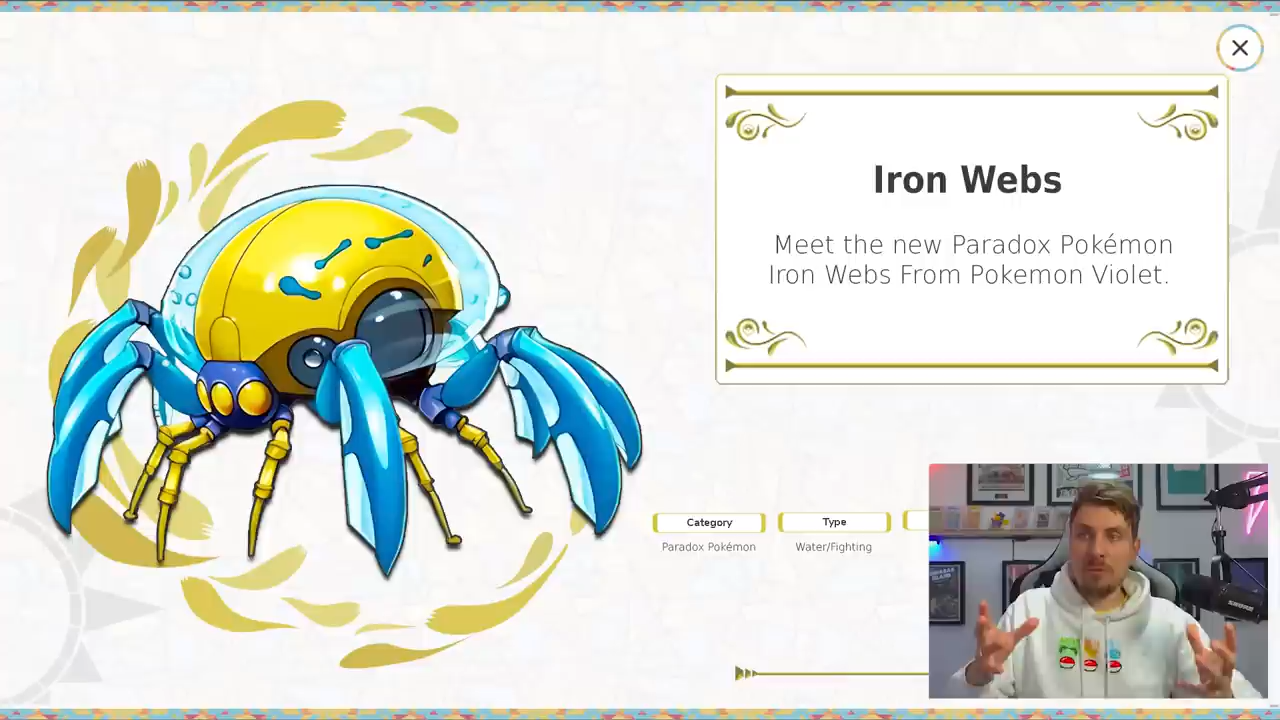 Iron Webs
Meet the new Paradox Pokémon
Iron Webs From Pokemon Violet.
Category
Type
Paradox Pokémon
Water/Fighting